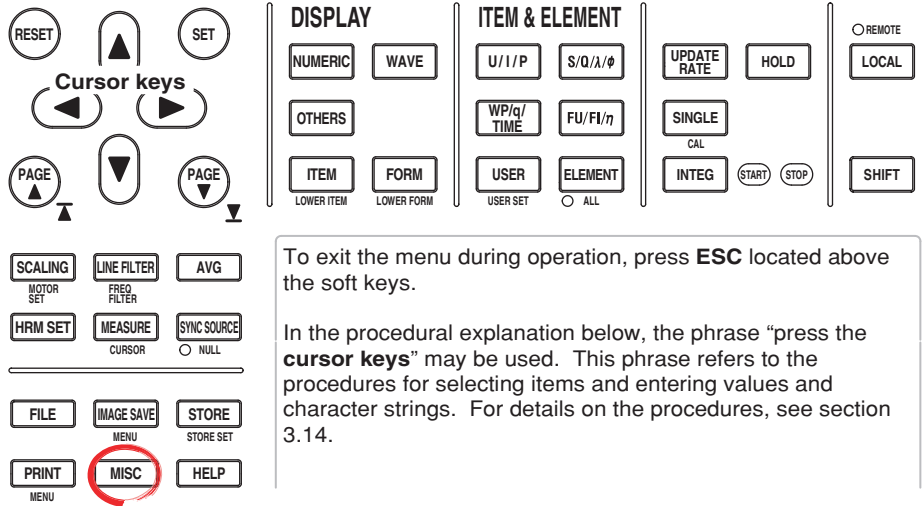 RESET
SET
Cursor keys
PAGE
PAGE
DISPLAY
NUMERIC
WAVE
OTHERS
ITEM
FORM
LOWER ITEM
LOWER FORM
ITEM & ELEMENT
U / I / P
S/Q/λ/ø
WP/q/
TIME
FU/FI/η
USER
ELEMENT
USER SET
ALL
UPDATE
RATE
HOLD
SINGLE
CAL
INTEG
START
STOP
REMOTE
LOCAL
SHIFT
SCALING
LINE FILTER
AVG
MOTOR
SET
FREQ
FILTER
HRM SET
MEASURE
SYNC SOURCE
CURSOR
NULL
FILE
IMAGE SAVE
STORE
MENU
STORE SET
PRINT
MISC
HELP
MENU
To exit the menu during operation, press ESC located above
the soft keys.
In the procedural explanation below, the phrase “press the
cursor keys” may be used. This phrase refers to the
procedures for selecting items and entering values and
character strings. For details on the procedures, see section
3.14.